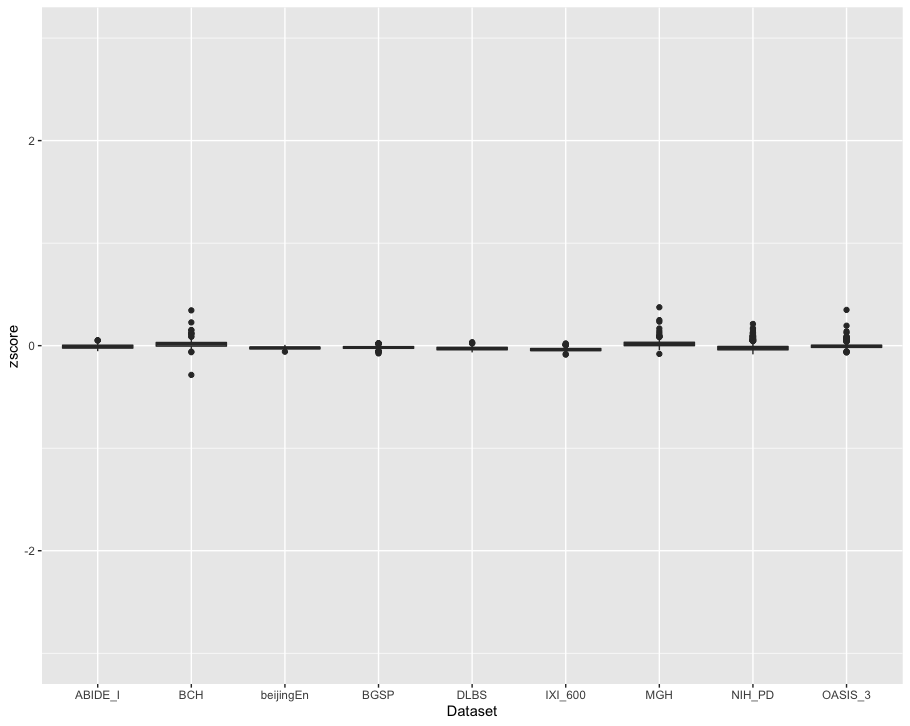 zscore
2
0
-2
ABIDE_I BCH beijingEn BGSP DLBS IXI_600 MGH NIH_PD OASIS_3
Dataset